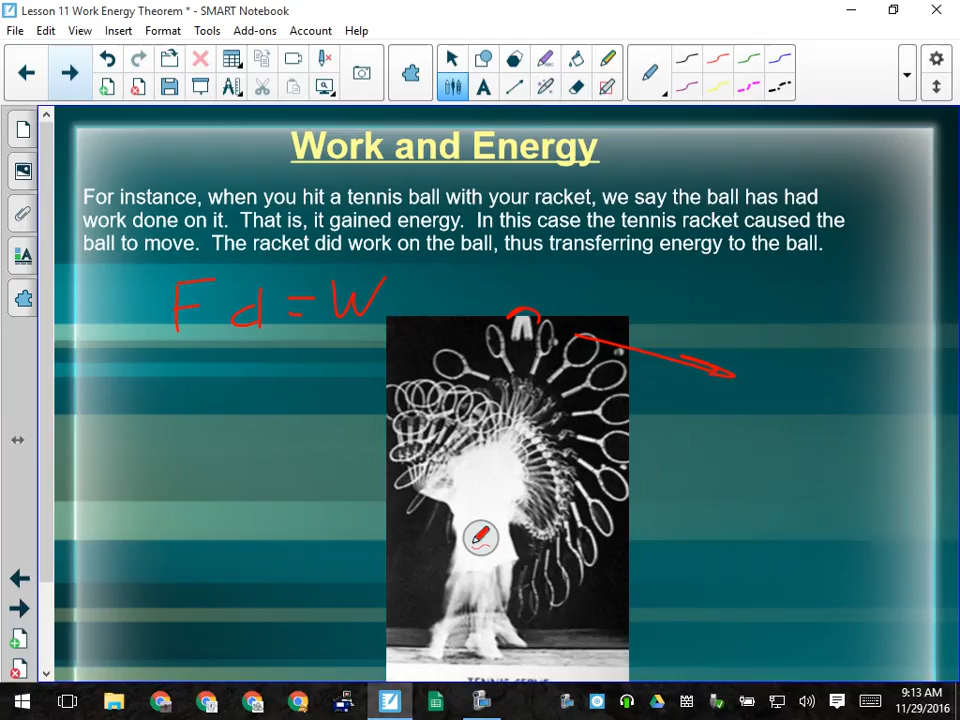 Lesson 11 Work Energy Theorem * - SMART Notebook
File Edit View Insert Format Tools Add-ons Account Help
Work and Energy
For instance, when you hit a tennis ball with your racket, we say the ball has had
work done on it. That is, it gained energy. In this case the tennis racket caused the
ball to move. The racket did work on the ball, thus transferring energy to the ball.
F d = W
9:13 AM
11/29/2016